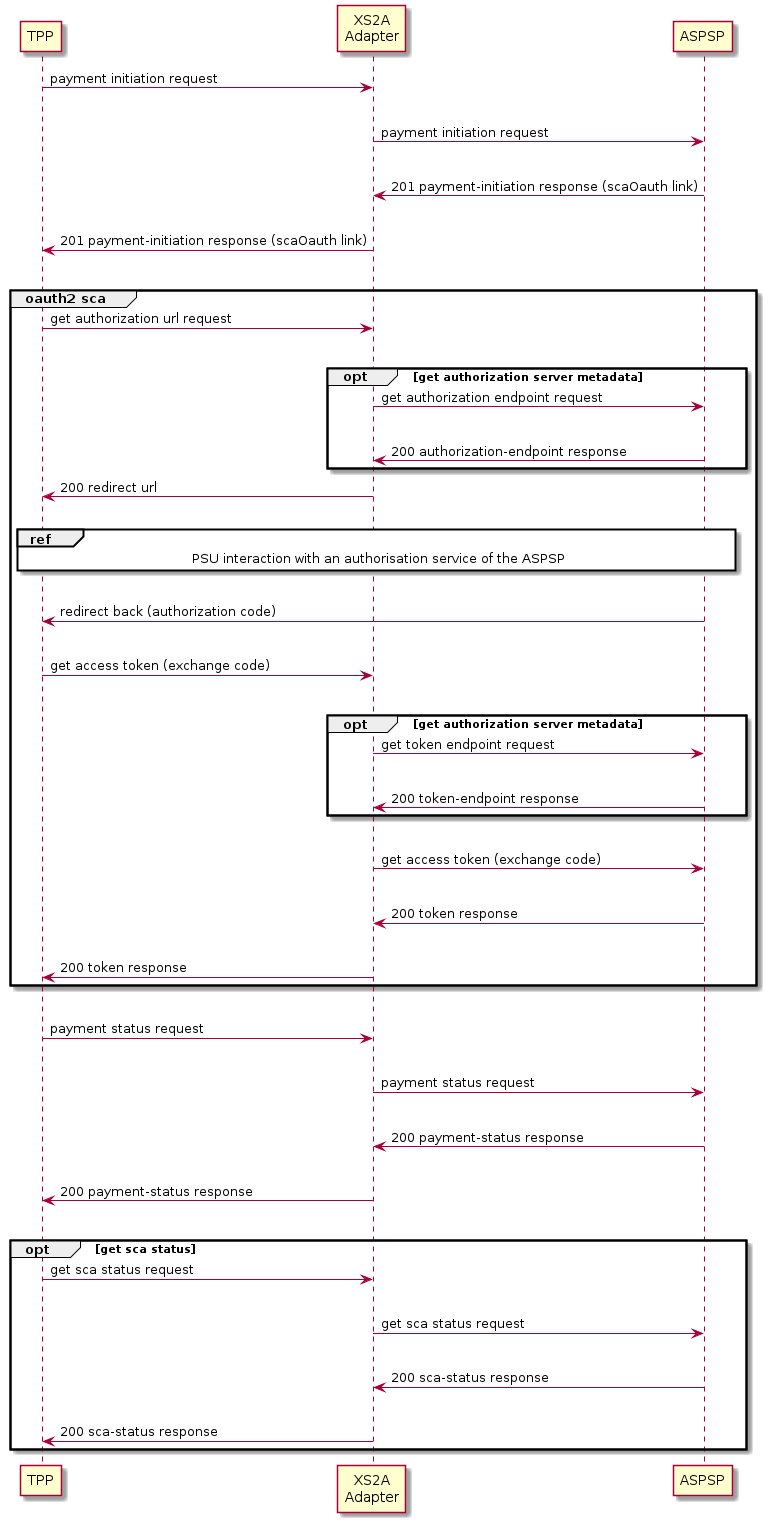 TPP
XS2A
Adapter
ASPSP
payment initiation request
payment initiation request
201 payment-initiation response (scaOauth link)
201 payment-initiation response (scaOauth link)
oauth2 sca
get authorization url request
opt [get authorization server metadata]
get authorization endpoint request
200 authorization-endpoint response
200 redirect url
ref
PSU interaction with an authorisation service of the ASPSP
redirect back (authorization code)
get access token (exchange code)
opt [get authorization server metadata]
get token endpoint request
200 token-endpoint response
get access token (exchange code)
200 token response
200 token response
payment status request
payment status request
200 payment-status response
200 payment-status response
opt [get sca status]
get sca status request
get sca status request
200 sca-status response
200 sca-status response
TPP
XS2A
Adapter
ASPSP